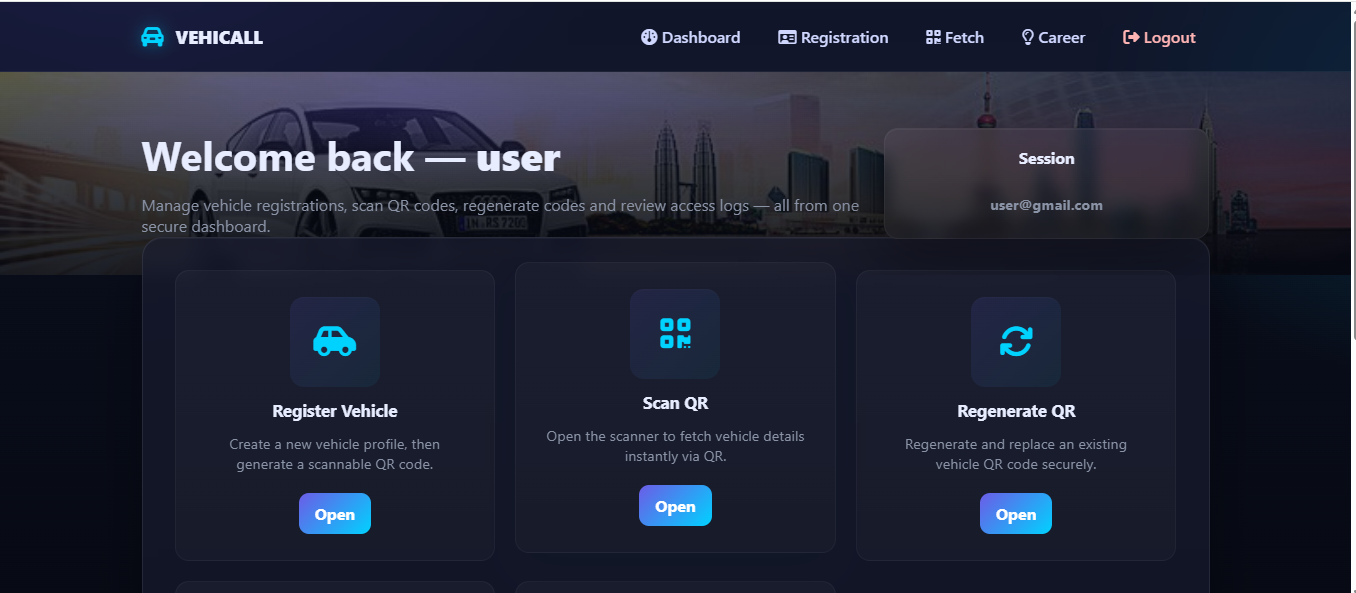 VEHICALL
Dashboard
Registration
Fetch
Career
Logout
Welcome back — user
Manage vehicle registrations, scan QR codes, regenerate codes and review access logs — all from one
secure dashboard.
Session
user@gmail.com
Register Vehicle
Create a new vehicle profile, then
generate a scannable QR code.
Open
Scan QR
Open the scanner to fetch vehicle details
instantly via QR.
Open
Regenerate QR
Regenerate and replace an existing
vehicle QR code securely.
Open